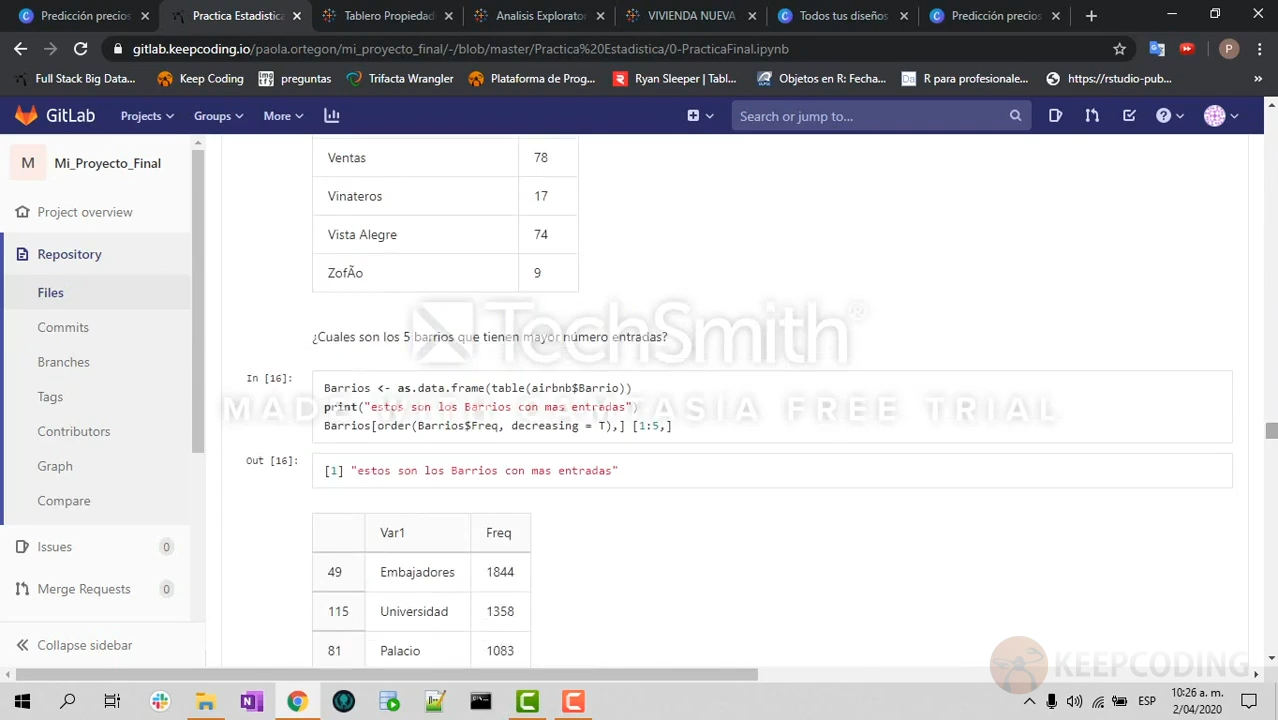 Predicción precios
Practica Estadistica
Tablero Propiedad
Analisis Explorator
VIVIENDA NUEVA
Todos tus diseños
Predicción precios
gitlab.keepcoding.io/paola.ortegon/mi_proyecto_final/-/blob/master/Practica%20Estadistica/0-PracticaFinal.ipynb
P
Full Stack Big Data...
Keep Coding
preguntas
Trifacta Wrangler
Plataforma de Prog...
Ryan Sleeper | Tabl...
Objetos en R: Fecha...
R para profesionale...
https://rstudio-pub...
»
GitLab
Projects
Groups
More
Search or jump to...
M
Mi_Proyecto_Final
Project overview
Repository
Files
Commits
Branches
Tags
Contributors
Graph
Compare
Issues 0
Merge Requests 0
Collapse sidebar
Ventas 78
Vinateros 17
Vista Alegre 74
ZofÃo 9
¿Cuales son los 5 barrios que tienen mayor número entradas?
In [16]:
Barrios <- as.data.frame(table(airbnb$Barrio))
print("estos son los Barrios con mas entradas")
Barrios[order(Barrios$Freq, decreasing = T),] [1:5,]
Out [16]:
[1] "estos son los Barrios con mas entradas"
Var1 Freq
49 Embajadores 1844
115 Universidad 1358
81 Palacio 1083
TechSmith®
MADE WITH CAMTASIA FREE TRIAL
KEEPCODING
ESP
10:26 a. m.
2/04/2020